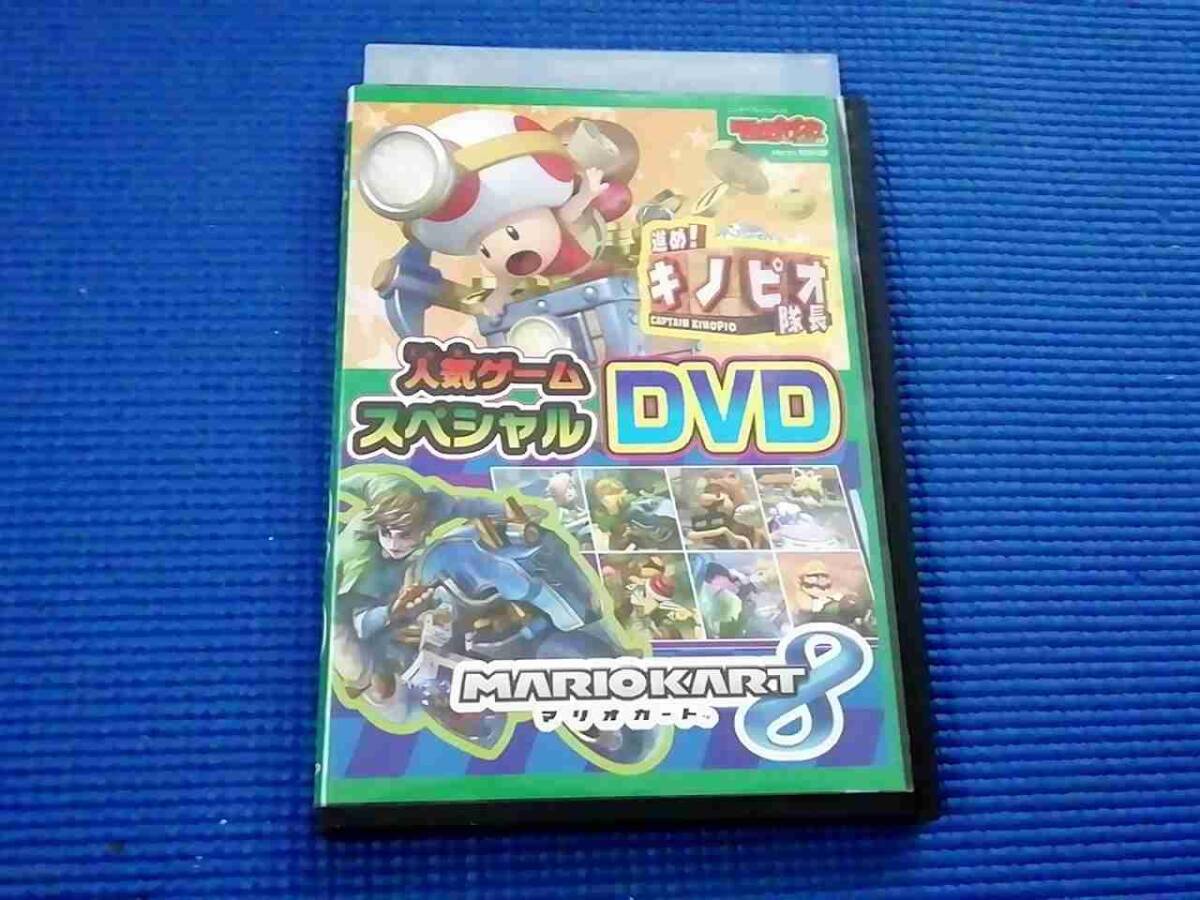 進め!
キノピオ
隊長
CAPTAIN KINOPIO
人気ゲーム
スペシャル
DVD
MARIOKART 8
マリオカート